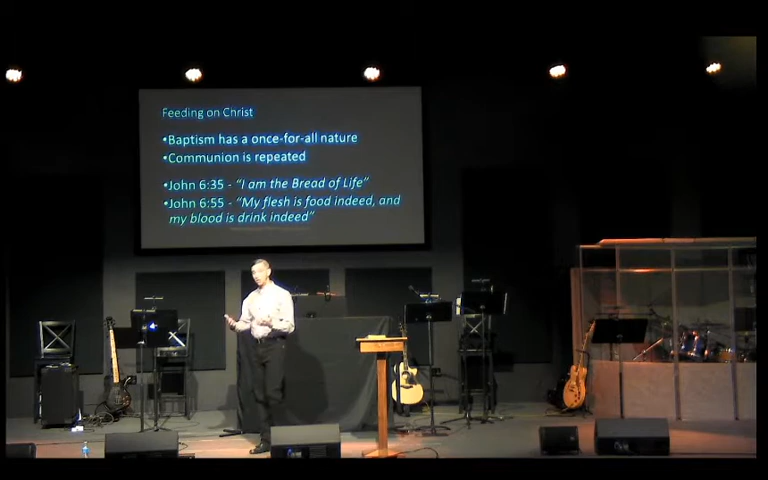 Feeding on Christ
•Baptism has a once-for-all nature
•Communion is repeated
•John 6:35 - “I am the Bread of Life”
•John 6:55 - “My flesh is food indeed, and
my blood is drink indeed”